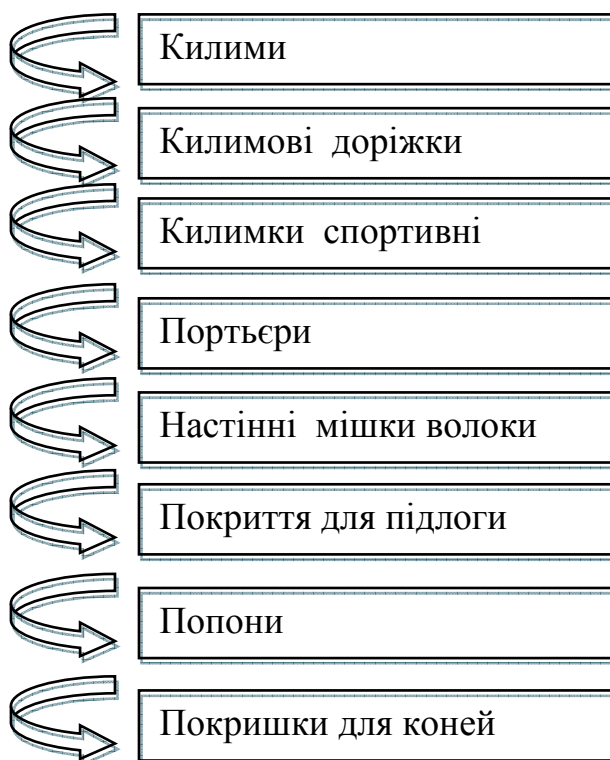 Килими
Килимові доріжки
Килимки спортивні
Портьєри
Настінні мішки волоки
Покриття для підлоги
Попони
Покришки для коней